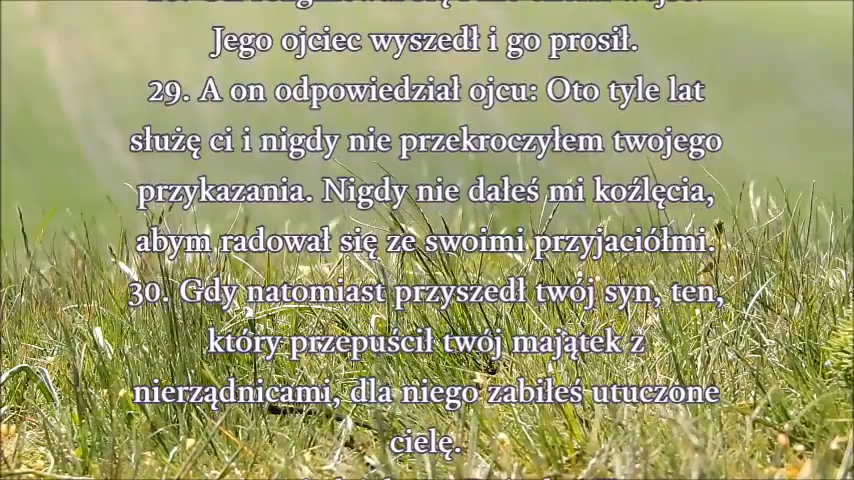 Jego ojciec wyszedł i go prosił.
29. A on odpowiedział ojcu: Oto tyle lat
służę ci i nigdy nie przekroczyłem twojego
przykazania. Nigdy nie dałeś mi koźlęcia,
abym radował się ze swoimi przyjaciółmi.
30. Gdy natomiast przyszedł twój syn, ten,
który przepuścił twój majątek z
nierządnicami, dla niego zabiłeś utuczone
cielę.